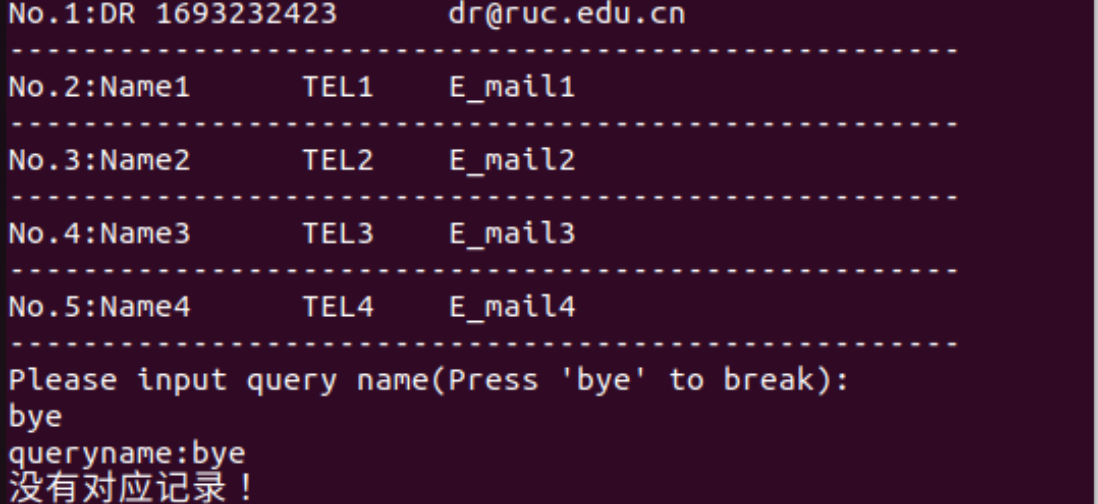 No.1:DR 1693232423      dr@ruc.edu.cn
----------------------------------------------------
No.2:Name1      TEL1    E_mail1
----------------------------------------------------
No.3:Name2      TEL2    E_mail2
----------------------------------------------------
No.4:Name3      TEL3    E_mail3
----------------------------------------------------
No.5:Name4      TEL4    E_mail4
----------------------------------------------------
Please input query name(Press 'bye' to break):
bye
queryname:bye
没有对应记录！